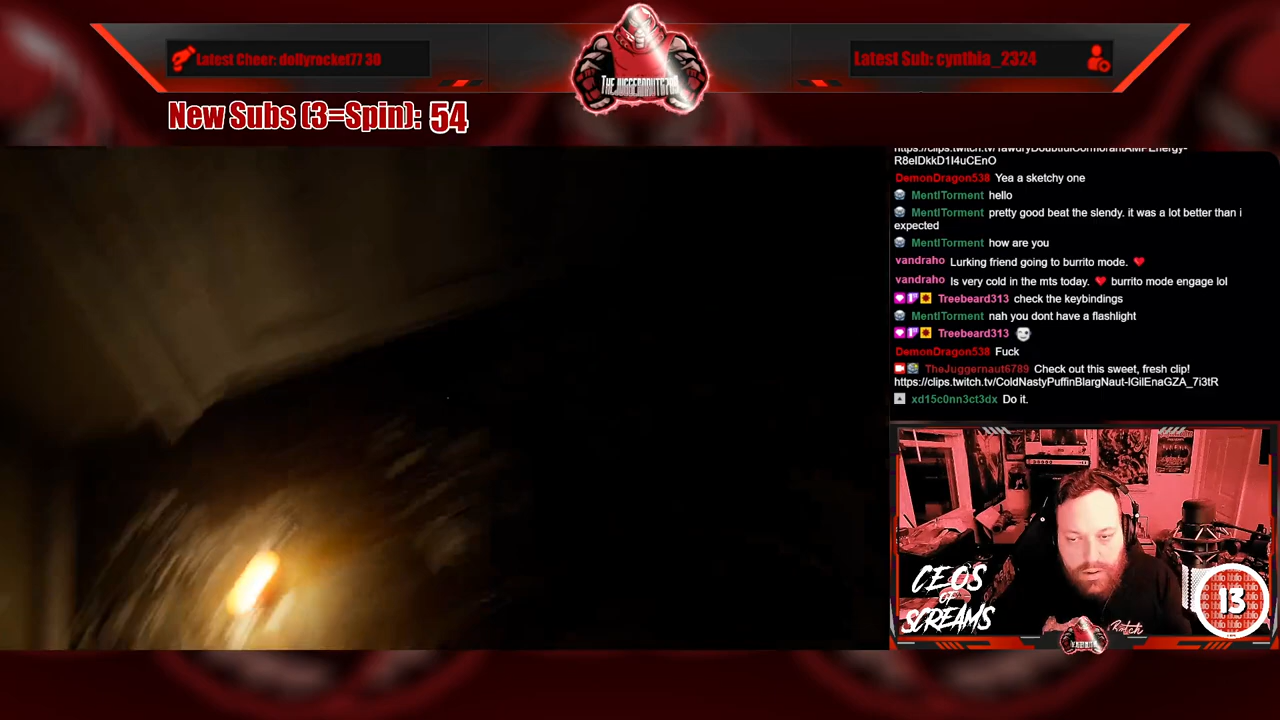 Latest Cheer: dollyrocket77 30
THEJUGGERNAUT6789
Latest Sub: cynthia_2324
New Subs (3=Spin): 54
R8eIDkkD1I4uCEnO
DemonDragon538 Yea a sketchy one
MentlTorment hello
MentlTorment pretty good beat the slendy. it was a lot better than i
expected
MentlTorment how are you
vandraho Lurking friend going to burrito mode.
vandraho Is very cold in the mts today. burrito mode engage lol
Treebeard313 check the keybindings
MentlTorment nah you dont have a flashlight
Treebeard313
DemonDragon538 Fuck
TheJuggernaut6789 Check out this sweet, fresh clip!
https://clips.twitch.tv/ColdNastyPuffinBlargNaut-IGilEnaGZA_7i3tR
xd15c0nn3ct3dx Do it.
CEOS
OF
SCREAMS
13